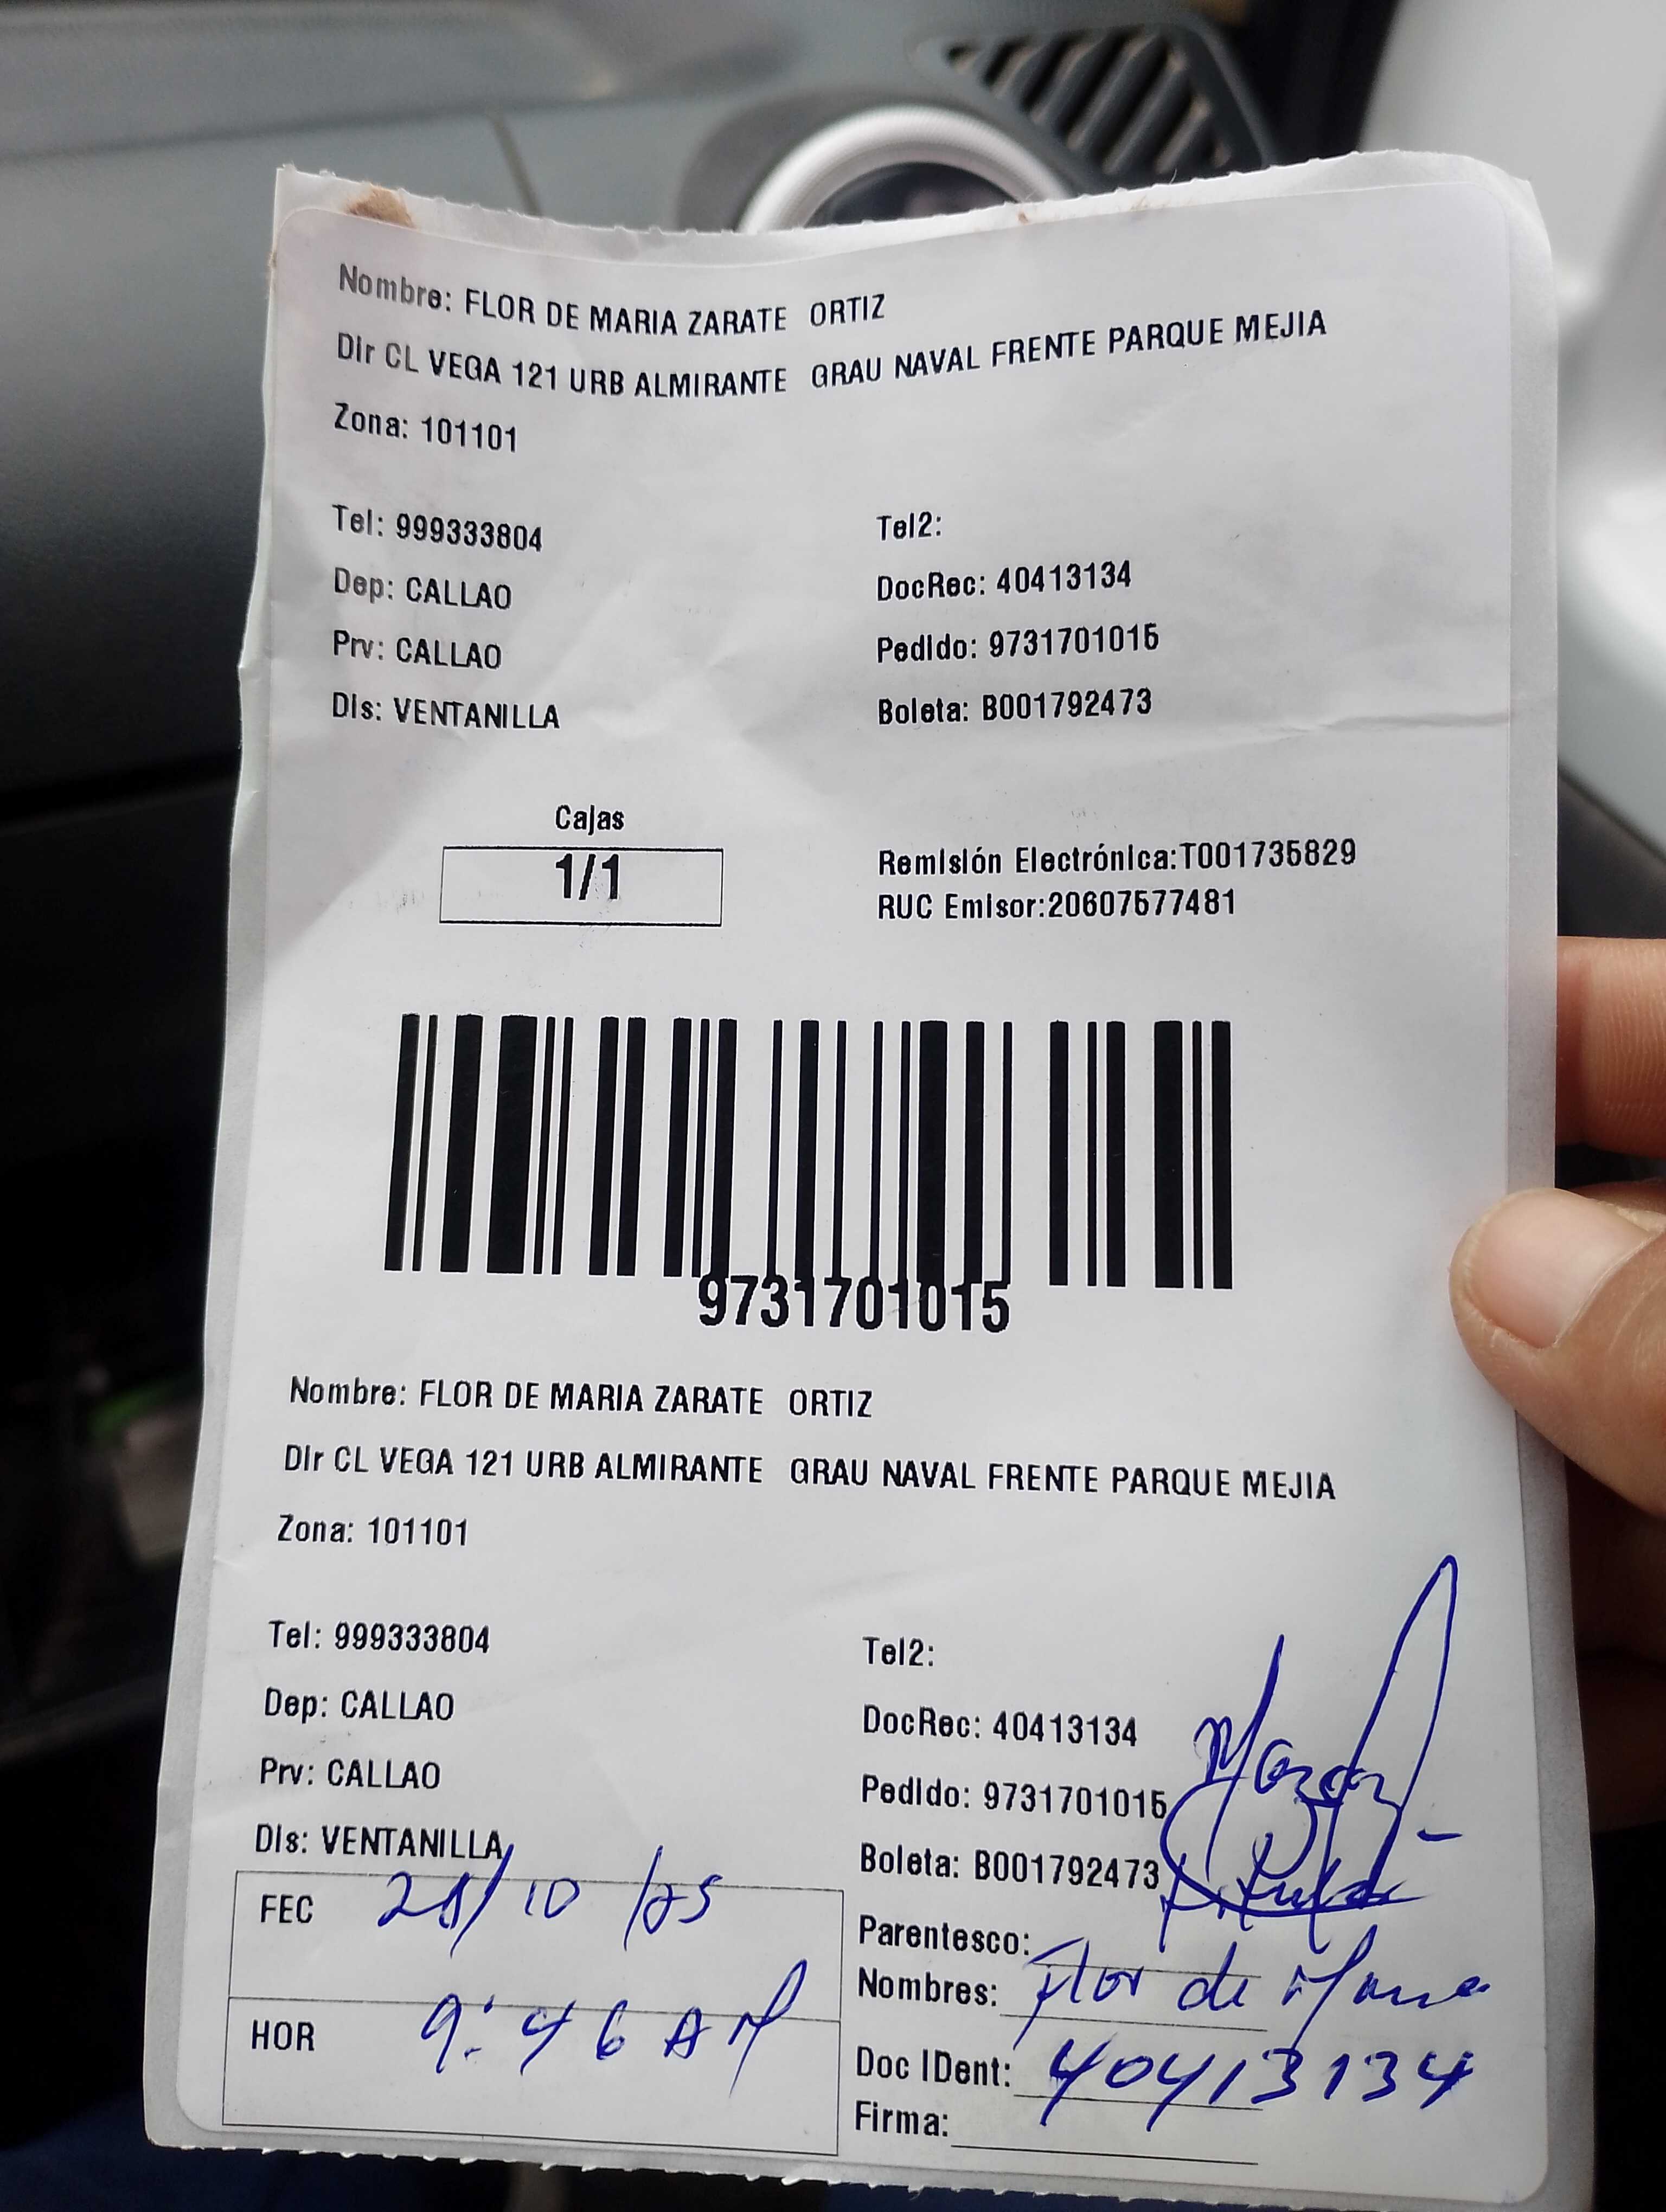 Nombre: FLOR DE MARIA ZARATE ORTIZ
Dir CL VEGA 121 URB ALMIRANTE GRAU NAVAL FRENTE PARQUE MEJIA
Zona: 101101
Tel: 999333804
Tel2:
Dep: CALLAO
DocRec: 40413134
Prv: CALLAO
Pedido: 9731701015
Dis: VENTANILLA
Boleta: B001792473
Cajas
1/1
Remisión Electrónica:T001735829
RUC Emisor:20607577481
9731701015
Nombre: FLOR DE MARIA ZARATE ORTIZ
Dir CL VEGA 121 URB ALMIRANTE GRAU NAVAL FRENTE PARQUE MEJIA
Zona: 101101
Tel: 999333804
Tel2:
Dep: CALLAO
DocRec: 40413134
Prv: CALLAO
Pedido: 9731701015
Dis: VENTANILLA
Boleta: B001792473
FEC /10 /25
Parentesco:
Nombres: Flor de Maria
HOR 9:46 AM
Doc IDent: 40413134
Firma: